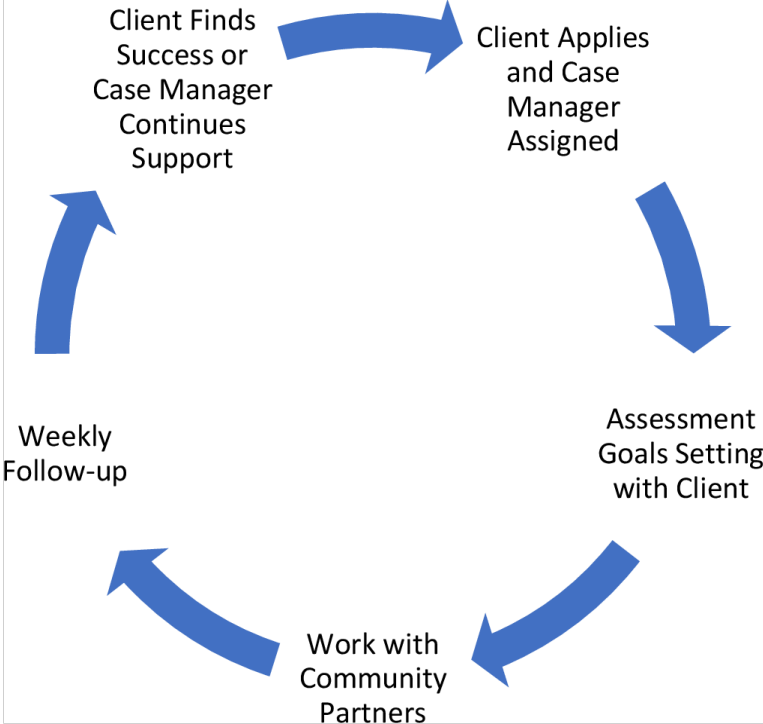 Client Finds
Success or
Case Manager
Continues
Support
Client Applies
and Case
Manager
Assigned
Assessment
Goals Setting
with Client
Work with
Community
Partners
Weekly
Follow-up